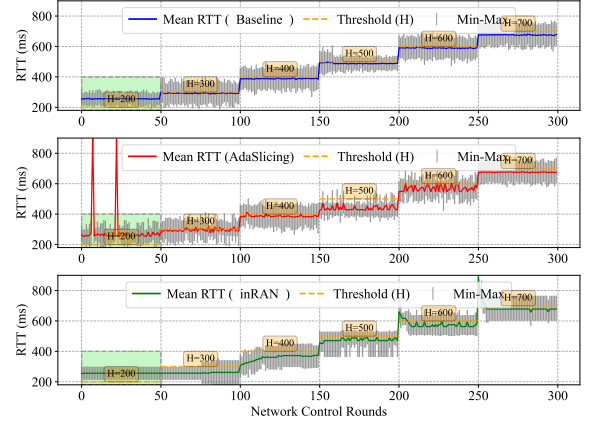 Mean RTT ( Baseline ) Threshold (H) Min-Max
RTT (ms)
800
600
400
200
H=200
H=300
H=400
H=500
H=600
H=700
0 50 100 150 200 250 300
Mean RTT (AdaSlicing) Threshold (H) Min-Max
RTT (ms)
800
600
400
200
H=200
H=300
H=400
H=500
H=600
H=700
0 50 100 150 200 250 300
Mean RTT ( inRAN ) Threshold (H) Min-Max
RTT (ms)
800
600
400
200
H=200
H=300
H=400
H=500
H=600
H=700
0 50 100 150 200 250 300
Network Control Rounds